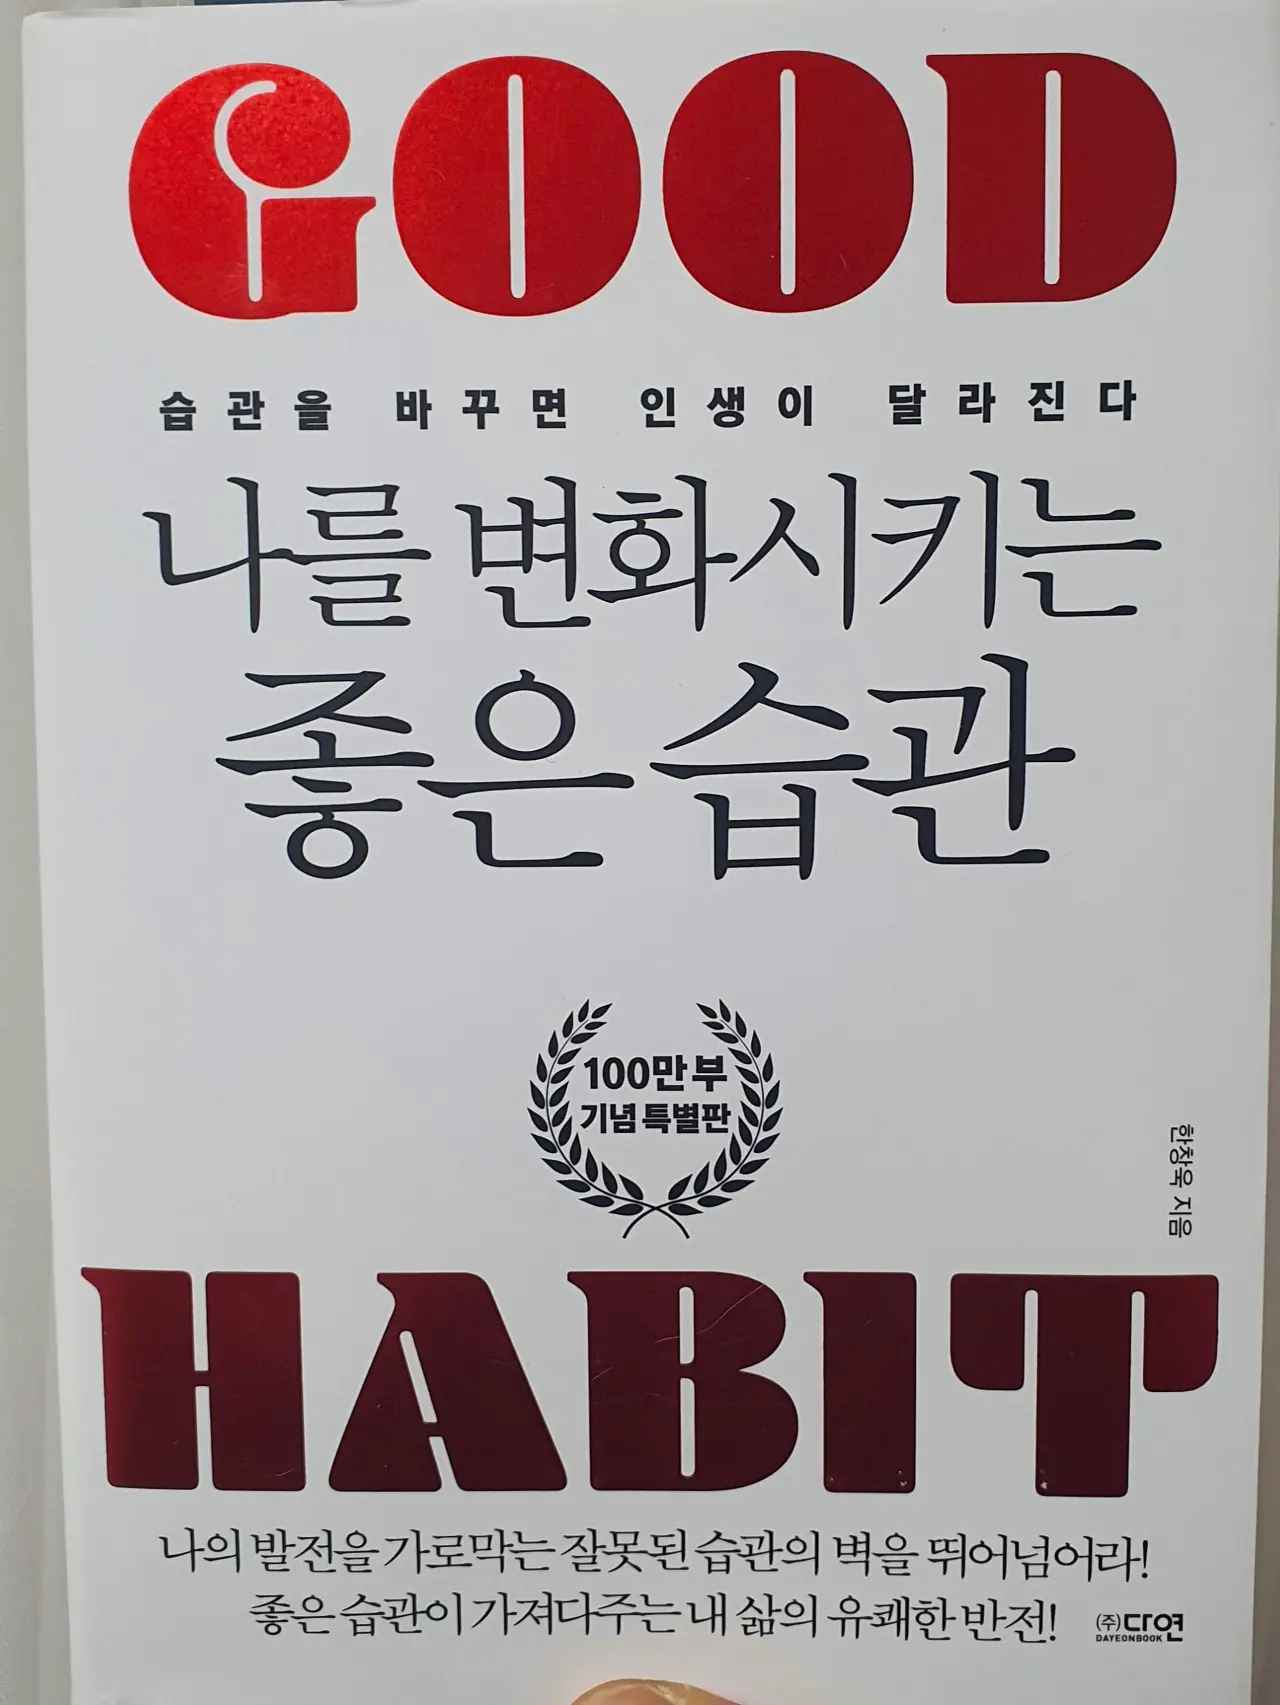 GOOD
습관을 바꾸면 인생이 달라진다
나를 변화시키는
좋은 습관
100만 부
기념 특별판
한창욱 지음
HABIT
나의 발전을 가로막는 잘못된 습관의 벽을 뛰어넘어라!
좋은 습관이 가져다주는 내 삶의 유쾌한 반전!
(주)다연
DAYEONBOOK